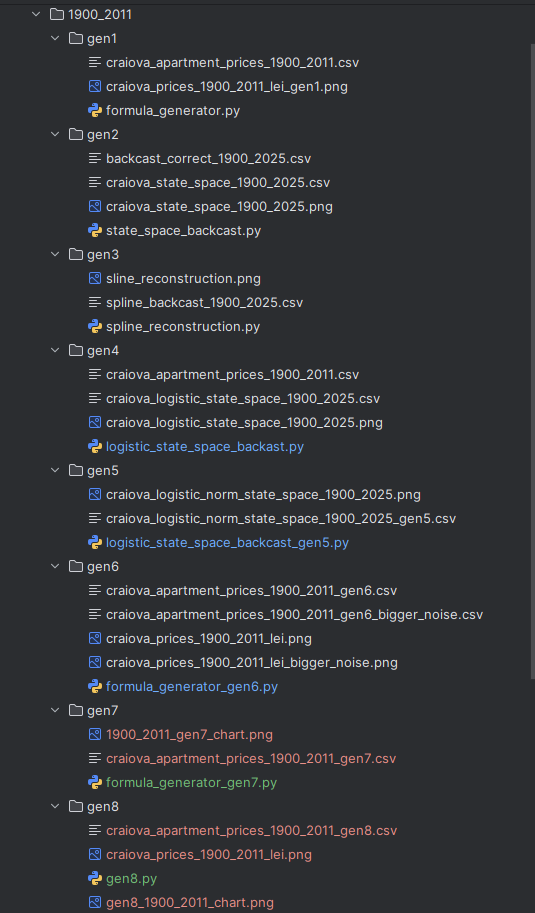 1900_2011
gen1
craiova_apartment_prices_1900_2011.csv
craiova_prices_1900_2011_lei_gen1.png
formula_generator.py
gen2
backcast_correct_1900_2025.csv
craiova_state_space_1900_2025.csv
craiova_state_space_1900_2025.png
state_space_backcast.py
gen3
sline_reconstruction.png
spline_backcast_1900_2025.csv
spline_reconstruction.py
gen4
craiova_apartment_prices_1900_2011.csv
craiova_logistic_state_space_1900_2025.csv
craiova_logistic_state_space_1900_2025.png
logistic_state_space_backast.py
gen5
craiova_logistic_norm_state_space_1900_2025.png
craiova_logistic_norm_state_space_1900_2025_gen5.csv
logistic_state_space_backcast_gen5.py
gen6
craiova_apartment_prices_1900_2011_gen6.csv
craiova_apartment_prices_1900_2011_gen6_bigger_noise.csv
craiova_prices_1900_2011_lei.png
craiova_prices_1900_2011_lei_bigger_noise.png
formula_generator_gen6.py
gen7
1900_2011_gen7_chart.png
craiova_apartment_prices_1900_2011_gen7.csv
formula_generator_gen7.py
gen8
craiova_apartment_prices_1900_2011_gen8.csv
craiova_prices_1900_2011_lei.png
gen8.py
gen8_1900_2011_chart.png